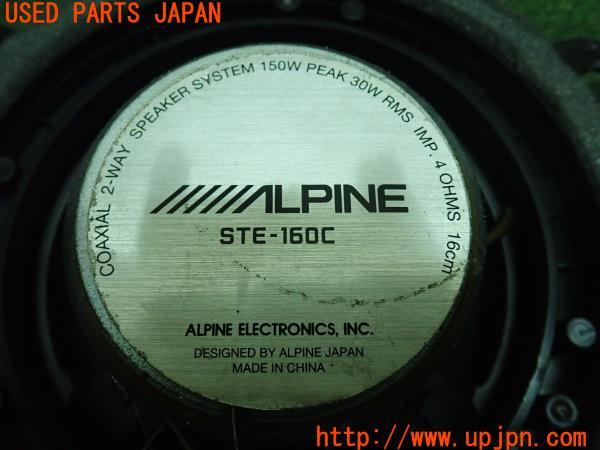 USED PARTS JAPAN
COAXIAL 2-WAY SPEAKER SYSTEM 150W PEAK 30W RMS IMP. 4 OHMS 16cm
ALPINE
STE-160C
ALPINE ELECTRONICS, INC.
DESIGNED BY ALPINE JAPAN
MADE IN CHINA
http://www.upjpn.com/